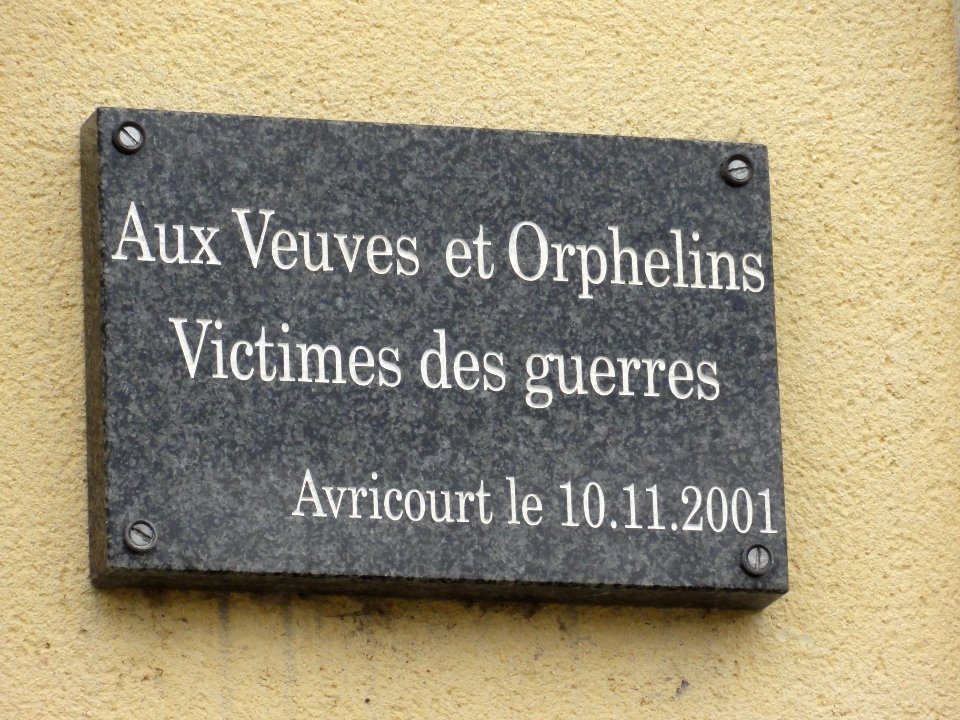 Aux Veuves et Orphelins
Victimes des guerres
Avricourt le 10.11.2001